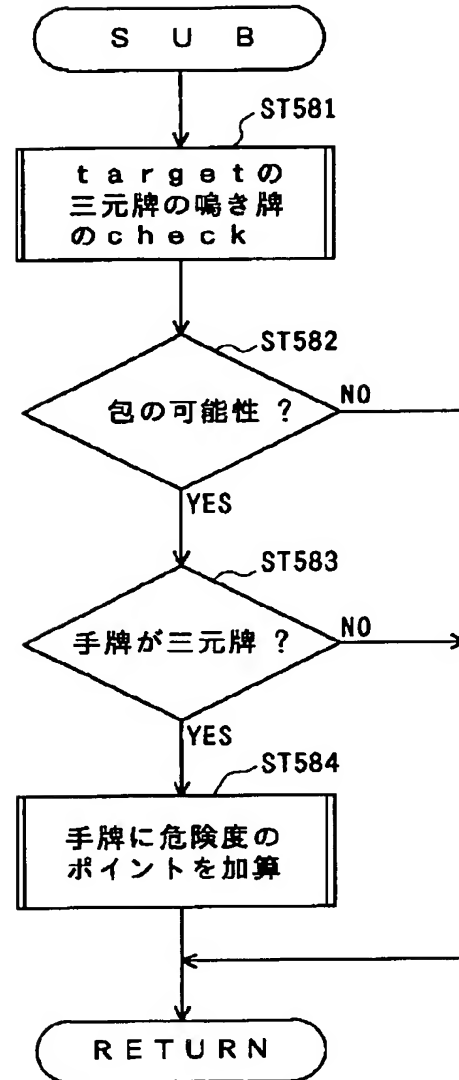 SUB
ST581
targetの
三元牌の鳴き牌
のcheck
ST582
包の可能性 ?
NO
YES
ST583
手牌が三元牌 ?
NO
YES
ST584
手牌に危険度の
ポイントを加算
RETURN